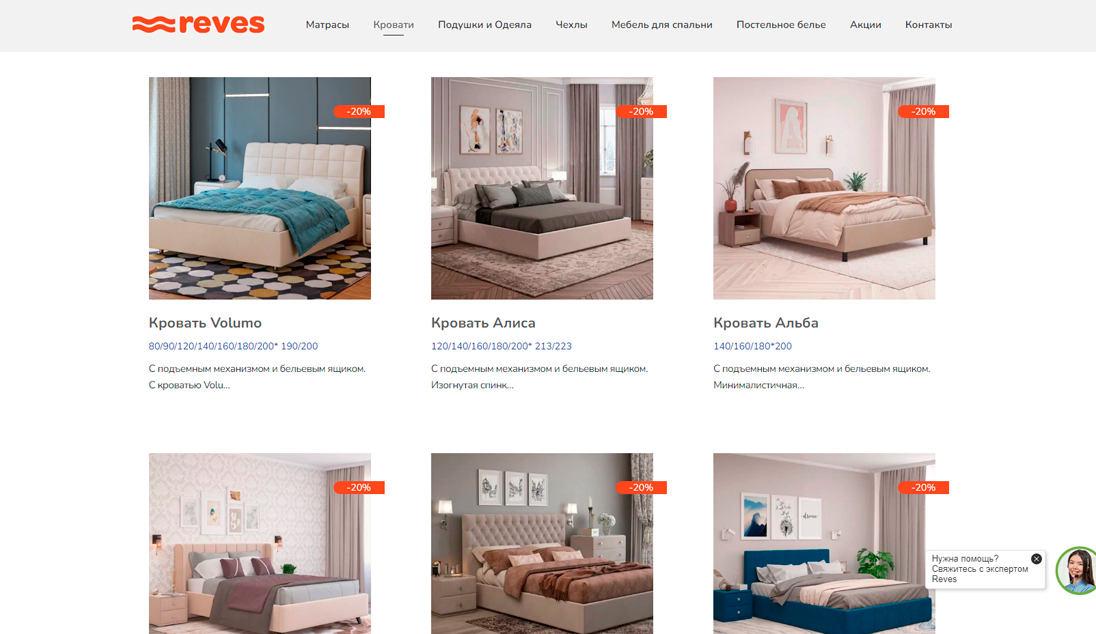 reves
Матрасы
Кровати
Подушки и Одеяла
Чехлы
Мебель для спальни
Постельное белье
Акции
Контакты
-20%
-20%
-20%
Кровать Volumo
80/90/120/140/160/180/200* 190/200
С подъемным механизмом и бельевым ящиком.
С кроватью Volu...
Кровать Алиса
120/140/160/180/200* 213/223
С подъемным механизмом и бельевым ящиком.
Изогнутая спинк...
Кровать Альба
140/160/180*200
С подъемным механизмом и бельевым ящиком.
Минималистичная...
-20%
-20%
-20%
Нужна помощь?
Свяжитесь с экспертом
Reves